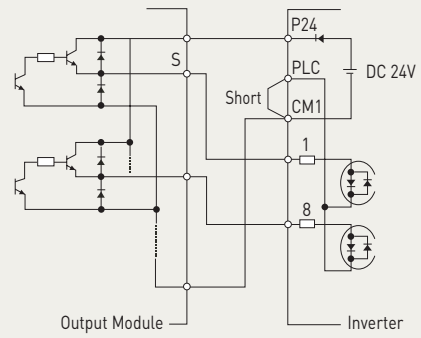 P24
S
PLC
DC 24V
Short
CM1
1
8
Output Module
Inverter